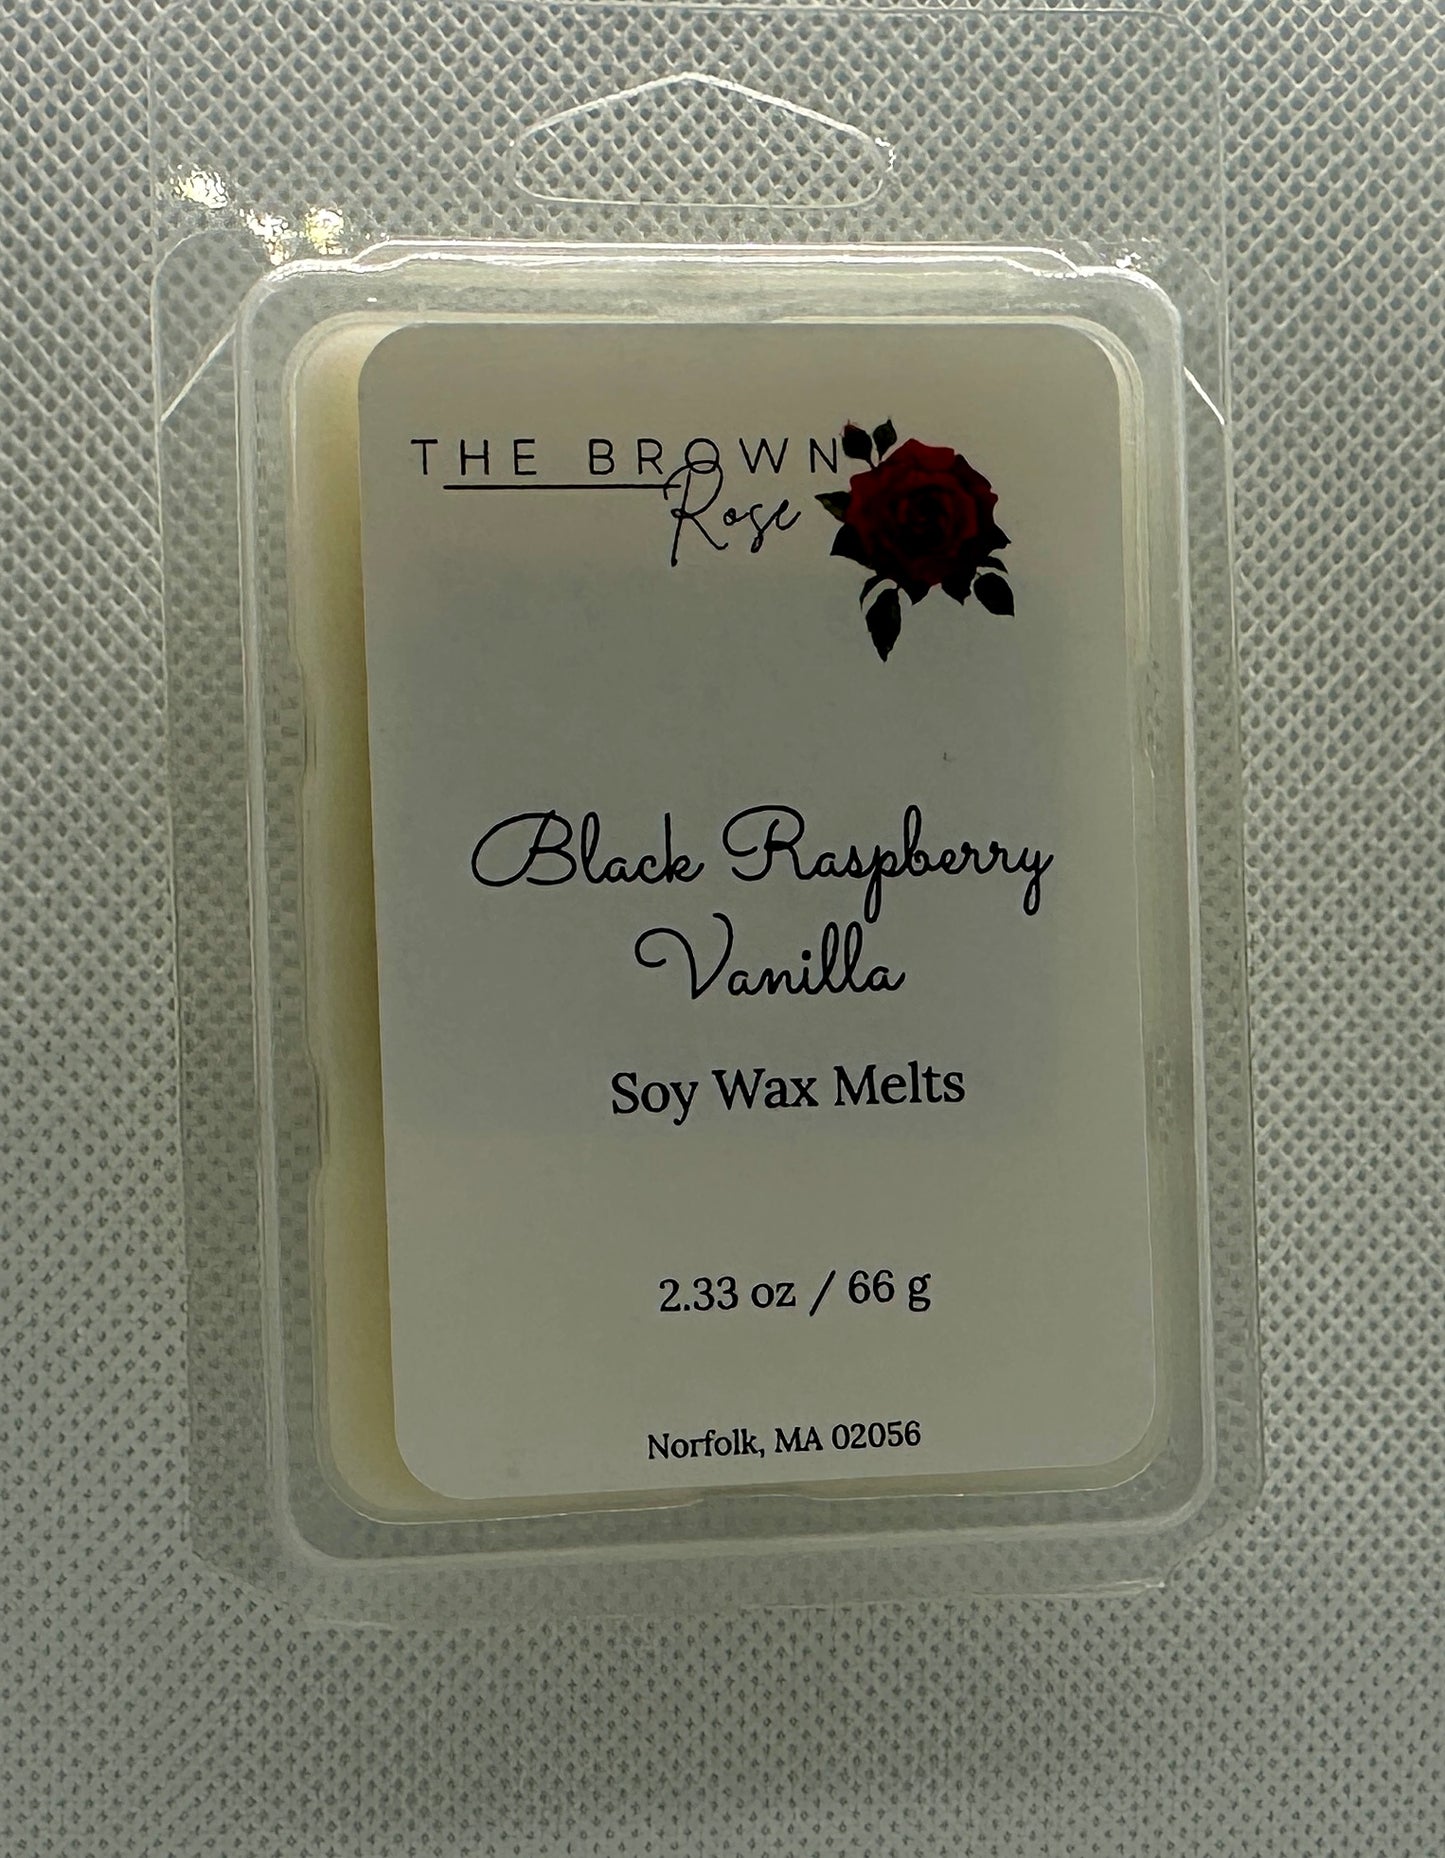 THE BROWN
Rose
Black Raspberry
Vanilla
Soy Wax Melts
2.33 oz / 66 g
Norfolk, MA 02056